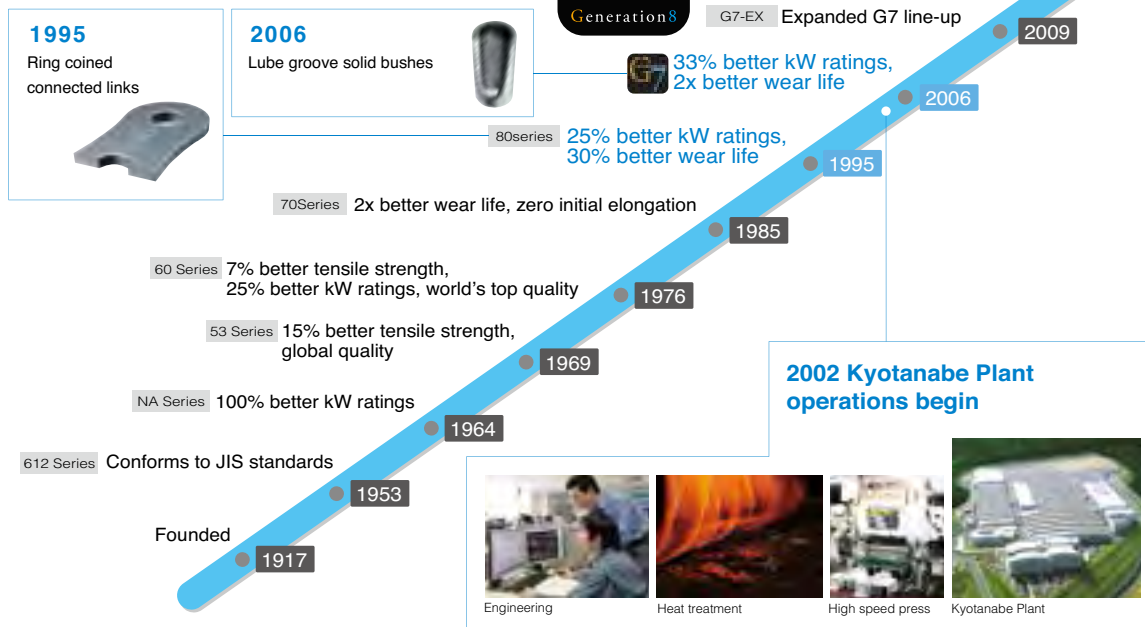 1995
Ring coined
connected links
2006
Lube groove solid bushes
Generation8
G7-EX Expanded G7 line-up
2009
G7 33% better kW ratings,
2x better wear life
2006
80series 25% better kW ratings,
30% better wear life
1995
70Series 2x better wear life, zero initial elongation
1985
60 Series 7% better tensile strength,
25% better kW ratings, world's top quality
1976
53 Series 15% better tensile strength,
global quality
1969
NA Series 100% better kW ratings
1964
612 Series Conforms to JIS standards
1953
Founded
1917
2002 Kyotanabe Plant
operations begin
Engineering
Heat treatment
High speed press
Kyotanabe Plant